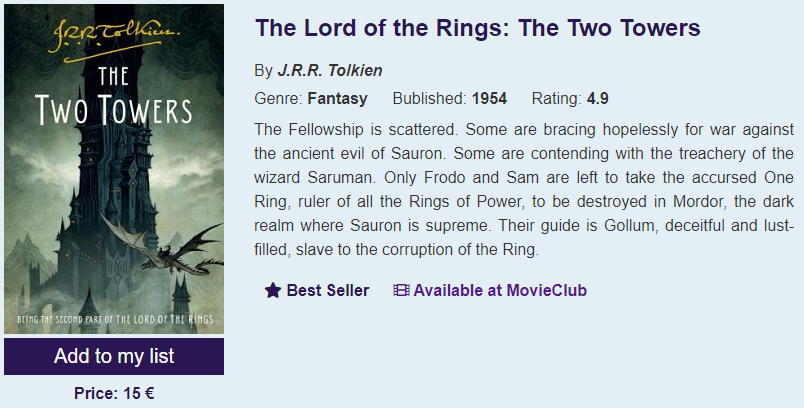 J.R.R. Tolkien.
THE
TWO TOWERS
BEING THE SECOND PART OF THE LORD OF THE RINGS
Add to my list
Price: 15 €
The Lord of the Rings: The Two Towers
By J.R.R. Tolkien
Genre: Fantasy Bublished: 1954 Rating: 4.9
The Fellowship is scattered. Some are bracing hopelessly for war against
the ancient evil of Sauron. Some are contending with the treachery of the
wizard Saruman. Only Frodo and Sam are left to take the accursed One
Ring, ruler of all the Rings of Power, to be destroyed in Mordor, the dark
realm where Sauron is supreme. Their guide is Gollum, deceitful and lust-
filled, slave to the corruption of the Ring.
Best Seller Available at MovieClub